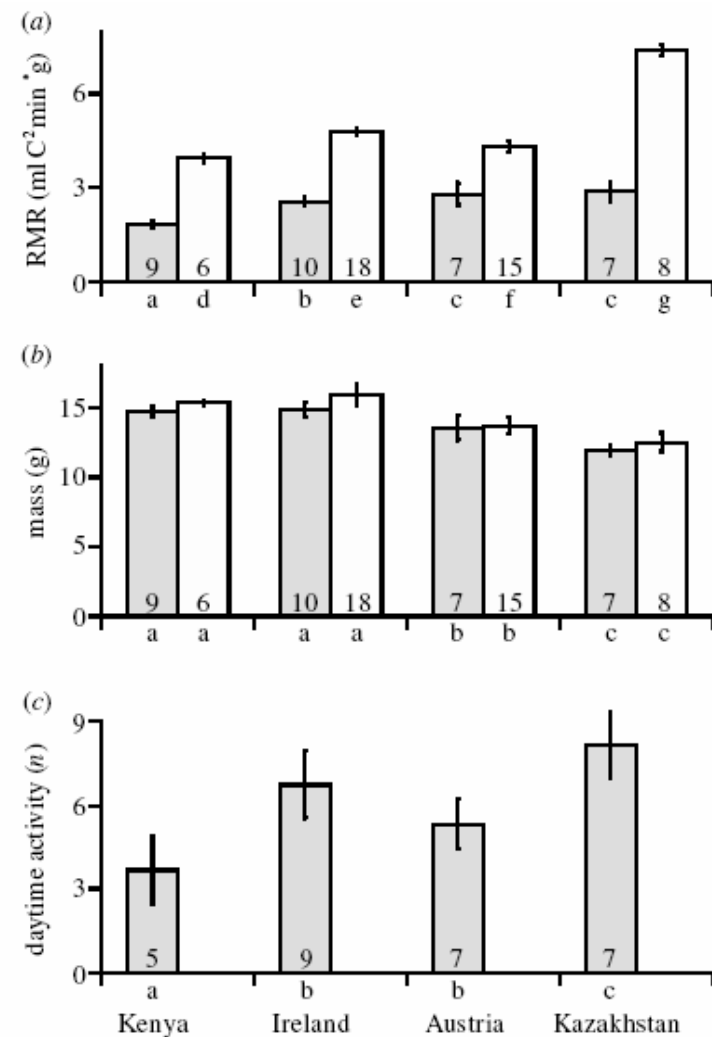 (a)
RMR (ml C² min*g)
6
3
0
9 6 10 18 7 15 7 8
a d b e c f c g
(b)
mass (g)
15
10
5
0
9 6 10 18 7 15 7 8
a a a a b b c c
(c)
daytime activity (n)
9
6
3
0
5 9 7 7
a b b c
Kenya Ireland Austria Kazakhstan